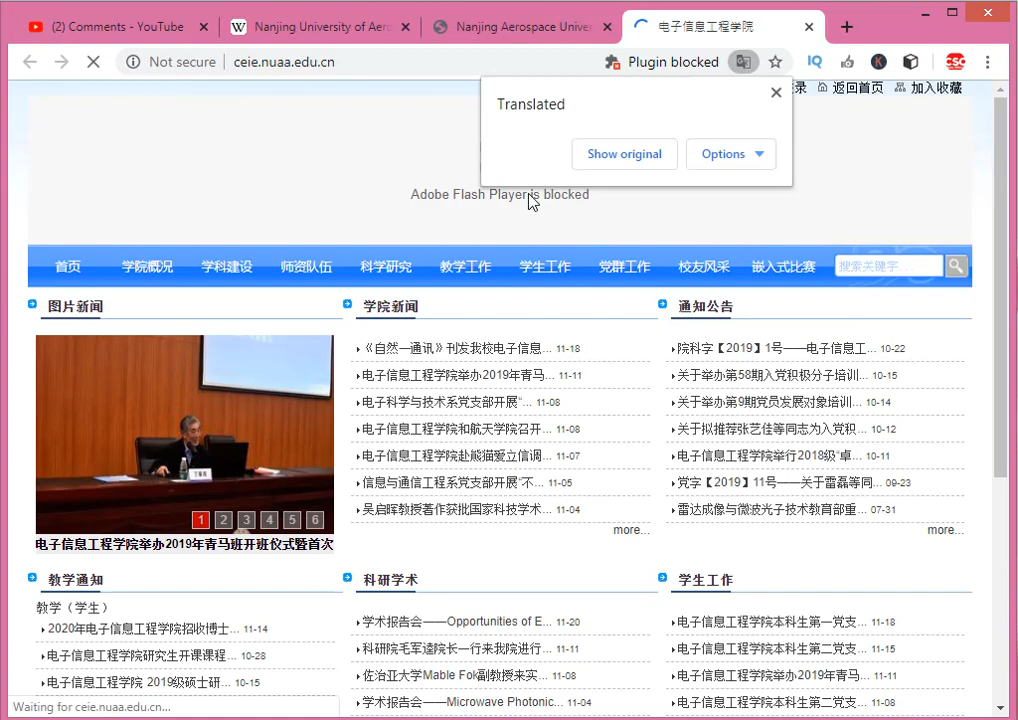 (2) Comments - YouTube
Nanjing University of Aero
Nanjing Aerospace Univer
电子信息工程学院
Not secure
ceie.nuaa.edu.cn
Plugin blocked
IQ
K
CSC
Translated
Show original
Options
录
返回首页
加入收藏
Adobe Flash Player is blocked
首页 学院概况 学科建设 师资队伍 科学研究 教学工作 学生工作 党群工作 校友风采 嵌入式比赛 搜索关键字...
图片新闻
1 2 3 4 5 6
电子信息工程学院举办2019年青马班开班仪式暨首次
学院新闻
《自然—通讯》刊发我校电子信息... 11-18
电子信息工程学院举办2019年青马... 11-11
电子科学与技术系党支部开展“... 11-08
电子信息工程学院和航天学院召开... 11-08
电子信息工程学院赴熊猫爱立信调... 11-07
信息与通信工程系党支部开展“不... 11-05
吴启晖教授著作获批国家科技学术... 11-04
more...
通知公告
院科字【2019】1号——电子信息工... 10-22
关于举办第58期入党积极分子培训... 10-15
关于举办第9期党员发展对象培训... 10-14
关于拟推荐张艺佳等同志为入党积... 10-12
电子信息工程学院举行2018级“卓... 10-11
党字【2019】11号——关于雷磊等同... 09-23
雷达成像与微波光子技术教育部重... 07-31
more...
教学通知
教学（学生）
2020年电子信息工程学院招收博士... 11-14
电子信息工程学院研究生开课课程... 10-28
电子信息工程学院 2019级硕士研... 10-15
科研学术
学术报告会——Opportunities of E... 11-20
科研院毛军逵院长一行来我院进行... 11-11
佐治亚大学Mable Fok副教授来实... 11-08
学术报告会——Microwave Photonic... 11-04
学生工作
电子信息工程学院本科生第一党支... 11-18
电子信息工程学院本科生第二党支... 11-15
电子信息工程学院举办2019年青马... 11-11
电子信息工程学院本科生第二党支... 11-08
Waiting for ceie.nuaa.edu.cn...